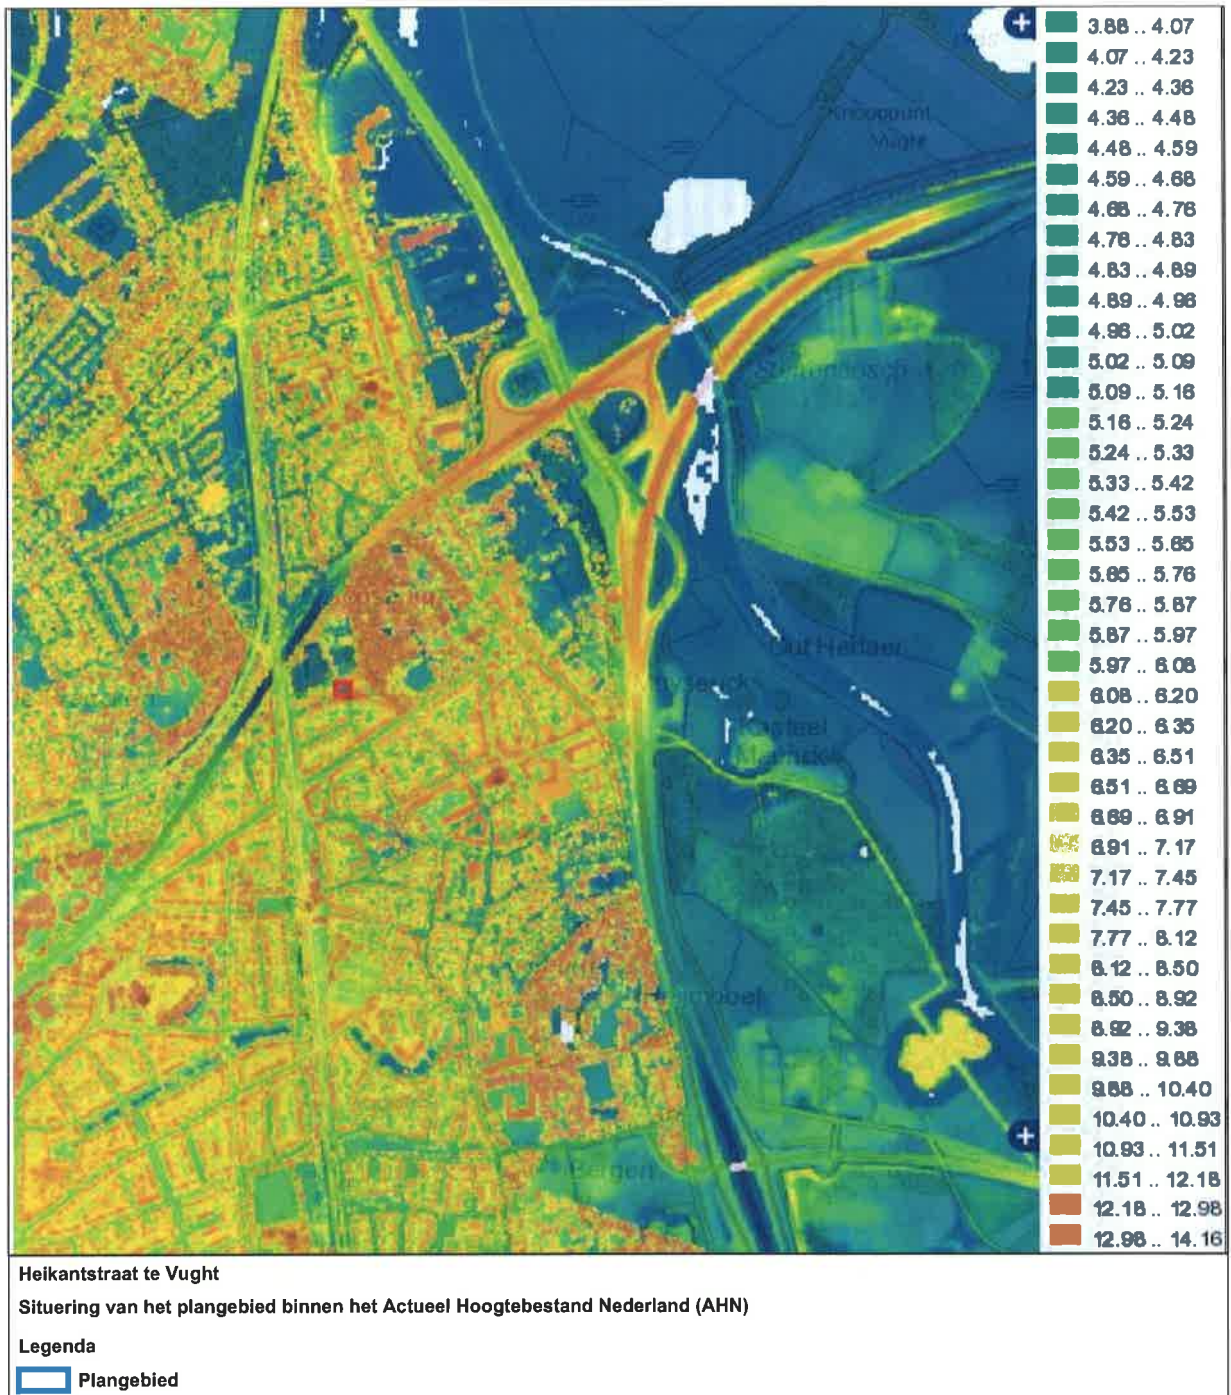 3.88 .. 4.07
4.07 .. 4.23
4.23 .. 4.36
4.36 .. 4.48
4.48 .. 4.59
4.59 .. 4.68
4.68 .. 4.76
4.76 .. 4.83
4.83 .. 4.89
4.89 .. 4.96
4.96 .. 5.02
5.02 .. 5.09
5.09 .. 5.16
5.16 .. 5.24
5.24 .. 5.33
5.33 .. 5.42
5.42 .. 5.53
5.53 .. 5.65
5.65 .. 5.76
5.76 .. 5.87
5.87 .. 5.97
5.97 .. 6.08
6.08 .. 6.20
6.20 .. 6.35
6.35 .. 6.51
6.51 .. 6.69
6.69 .. 6.91
6.91 .. 7.17
7.17 .. 7.45
7.45 .. 7.77
7.77 .. 8.12
8.12 .. 8.50
8.50 .. 8.92
8.92 .. 9.38
9.38 .. 9.88
9.88 .. 10.40
10.40 .. 10.93
10.93 .. 11.51
11.51 .. 12.18
12.18 .. 12.98
12.98 .. 14.16
Knooppunt
Vught
Oud Herlaer
Kasteel
Bergen
Heikantstraat te Vught
Situering van het plangebied binnen het Actueel Hoogtebestand Nederland (AHN)
Legenda
Plangebied